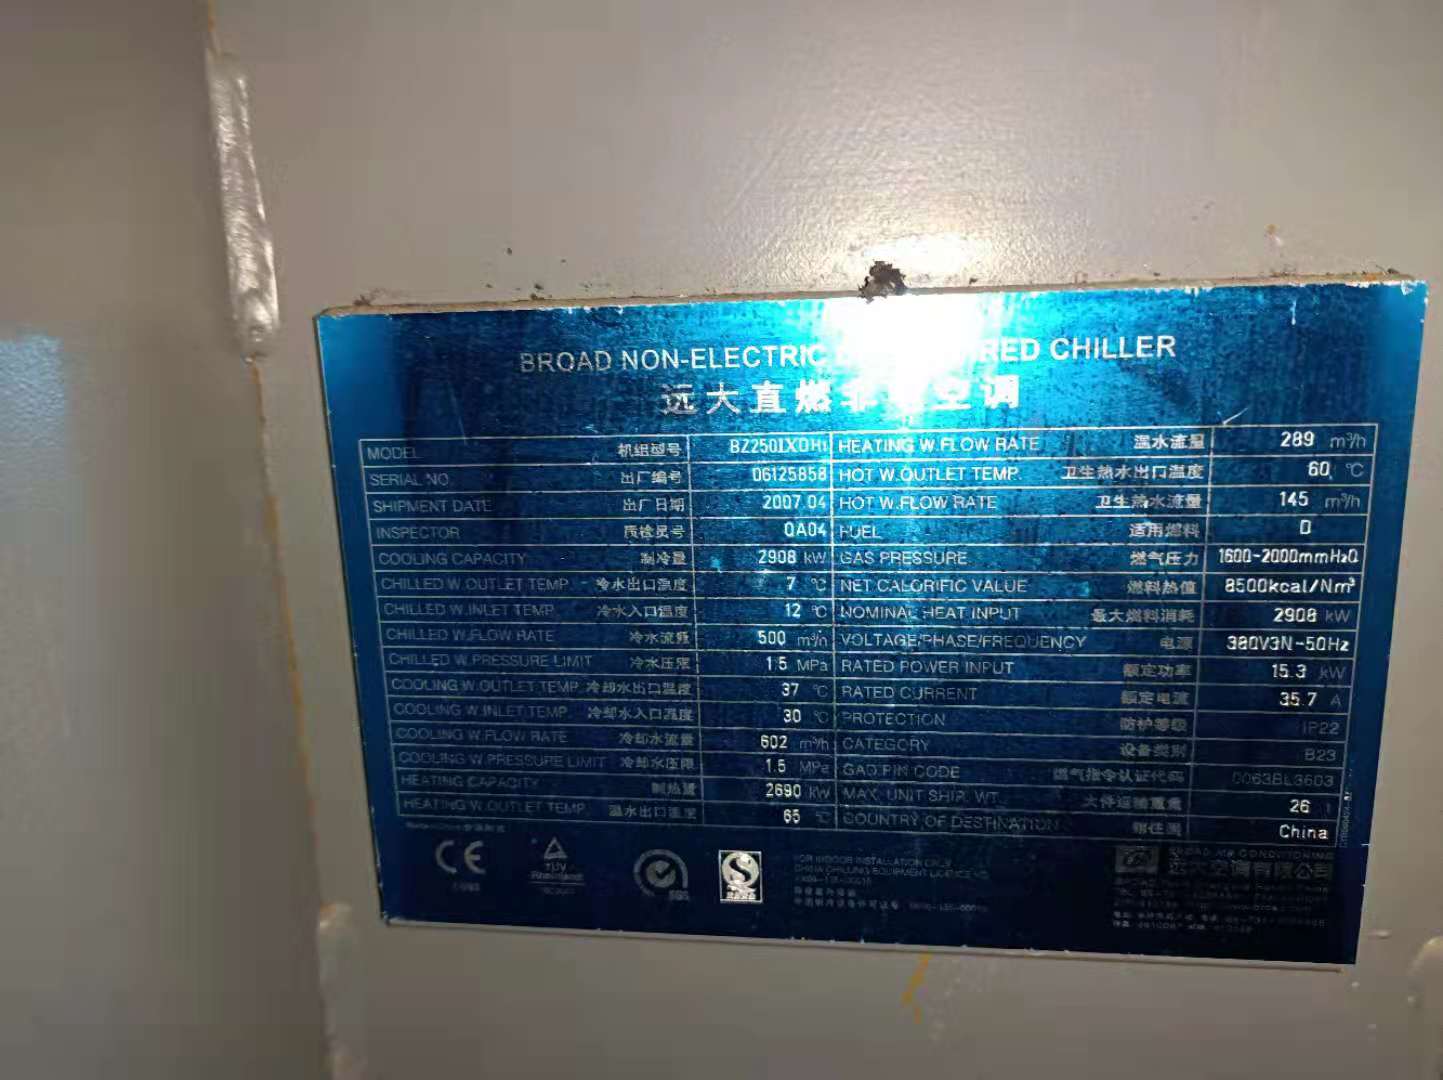 BROAD NON-ELECTRIC RED CHILLER
远大直燃非 空调
MODEL 机组型号 BZ250IXDH1 HEATING W.FLOW RATE 温水流量 289 m³/h
SERIAL NO. 出厂编号 06125858 HOT W.OUTLET TEMP. 卫生热水出口温度 60 ℃
SHIPMENT DATE 出厂日期 2007.04 HOT W.FLOW RATE 卫生热水流量 145 m³/h
INSPECTOR 质检员号 QA04 FUEL 适用燃料 D
COOLING CAPACITY 制冷量 2908 kW GAS PRESSURE 燃气压力 1600-2000mmH₂O
CHILLED W.OUTLET TEMP. 冷水出口温度 7 ℃ NET CALORIFIC VALUE 燃料热值 8500kcal/Nm³
CHILLED W.INLET TEMP. 冷水入口温度 12 ℃ NOMINAL HEAT INPUT 最大燃料消耗 2908 kW
CHILLED W.FLOW RATE 冷水流量 500 m³/h VOLTAGE/PHASE/FREQUENCY 电源 380V3N~50Hz
CHILLED W.PRESSURE LIMIT 冷水压限 1.5 MPa RATED POWER INPUT 额定功率 15.3 kW
COOLING W.OUTLET TEMP. 冷却水出口温度 37 ℃ RATED CURRENT 额定电流 35.7 A
COOLING W.INLET TEMP. 冷却水入口温度 30 ℃ PROTECTION 防护等级 IP22
COOLING W.FLOW RATE 冷却水流量 602 m³/h CATEGORY 设备类别 B23
COOLING W.PRESSURE LIMIT 冷却水压限 1.5 MPa GAD PIN CODE 燃气指令认证代码 0063BL3603
HEATING CAPACITY 制热量 2690 kW MAX. UNIT SHIP. WT. 大件运输重量 26 t
HEATING W.OUTLET TEMP. 温水出口温度 65 ℃ COUNTRY OF DESTINATION 销往国 China
CE
TÜV
Rheinland
FOR INDOOR INSTALLATION ONLY
BROAD AIR CONDITIONING
远大空调有限公司